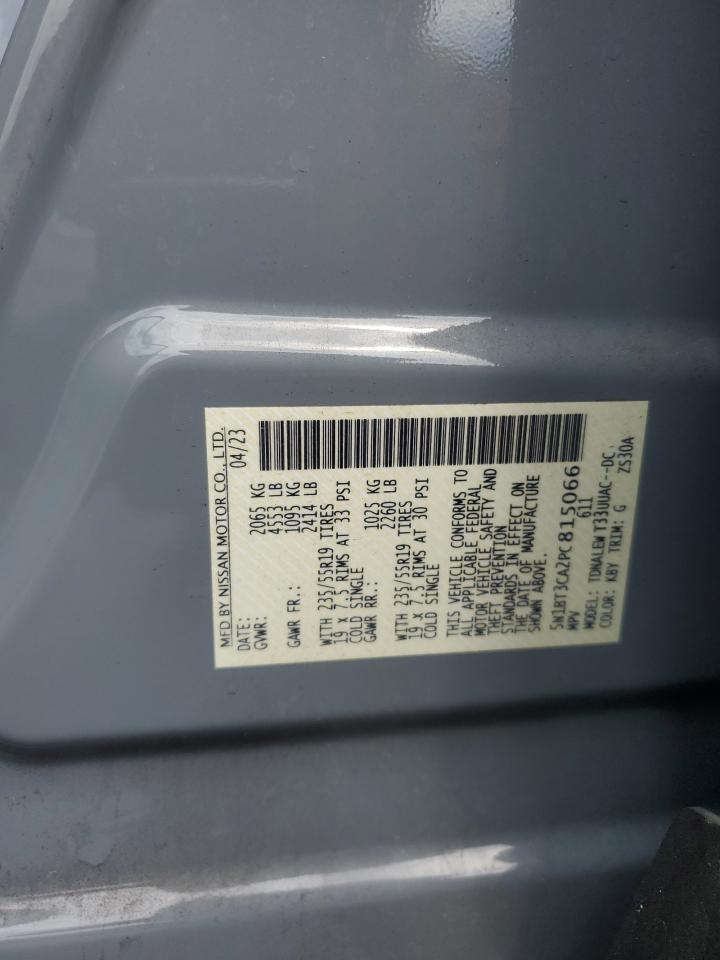 MFD BY NISSAN MOTOR CO., LTD.
DATE: 04/23
GVWR: 2065 KG
4553 LB
GAWR FR.: 1095 KG
2414 LB
WITH 235/55R19 TIRES
19 X 7.5 RIMS AT 33 PSI
COLD SINGLE
GAWR RR.: 1025 KG
2260 LB
WITH 235/55R19 TIRES
19 X 7.5 RIMS AT 30 PSI
COLD SINGLE
THIS VEHICLE CONFORMS TO
ALL APPLICABLE FEDERAL
MOTOR VEHICLE SAFETY AND
THEFT PREVENTION
STANDARDS IN EFFECT ON
THE DATE OF MANUFACTURE
SHOWN ABOVE.
5N1BT3CA2PC815066
MPV 611
MODEL: TDNALEW T33UUAC--DC
COLOR: KBY TRIM: G ZS30A